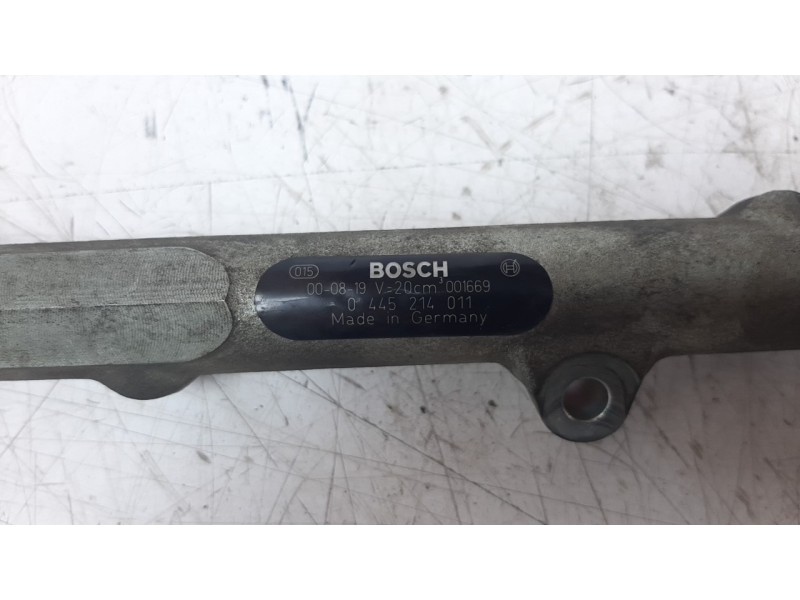 015 BOSCH
00-08-19 V=20cm³ 001669
0 445 214 011
Made in Germany